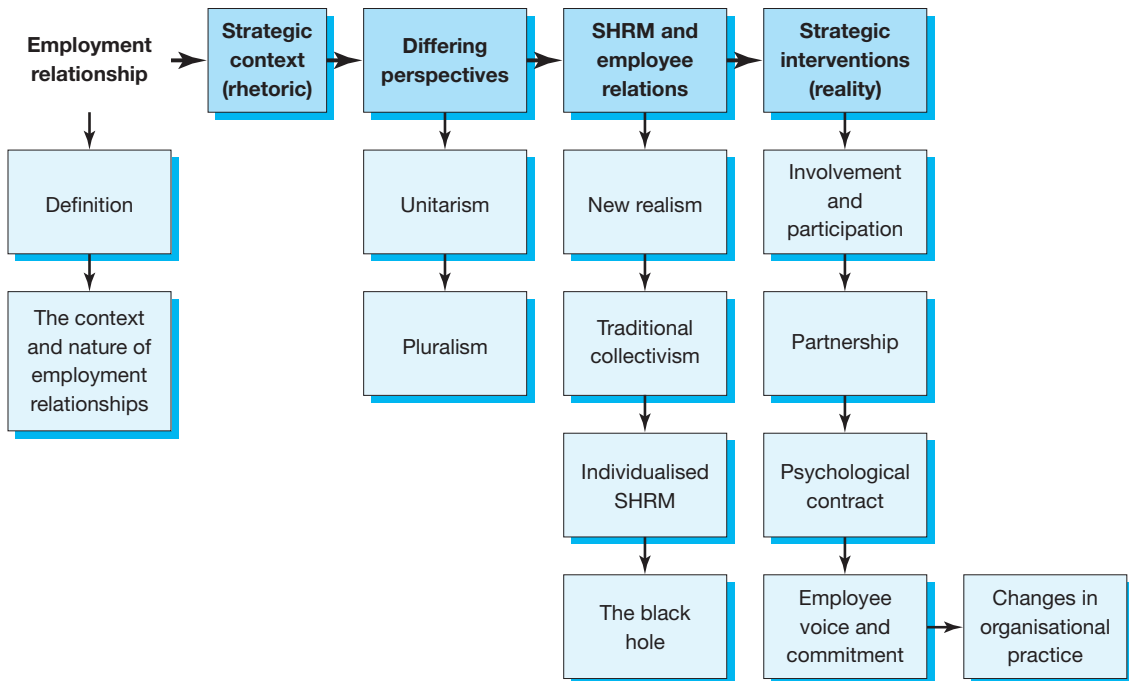 Employment
relationship
Strategic
context
(rhetoric)
Differing
perspectives
SHRM and
employee
relations
Strategic
interventions
(reality)
Definition
The context
and nature of
employment
relationships
Unitarism
Pluralism
New realism
Traditional
collectivism
Individualised
SHRM
The black
hole
Involvement
and
participation
Partnership
Psychological
contract
Employee
voice and
commitment
Changes in
organisational
practice